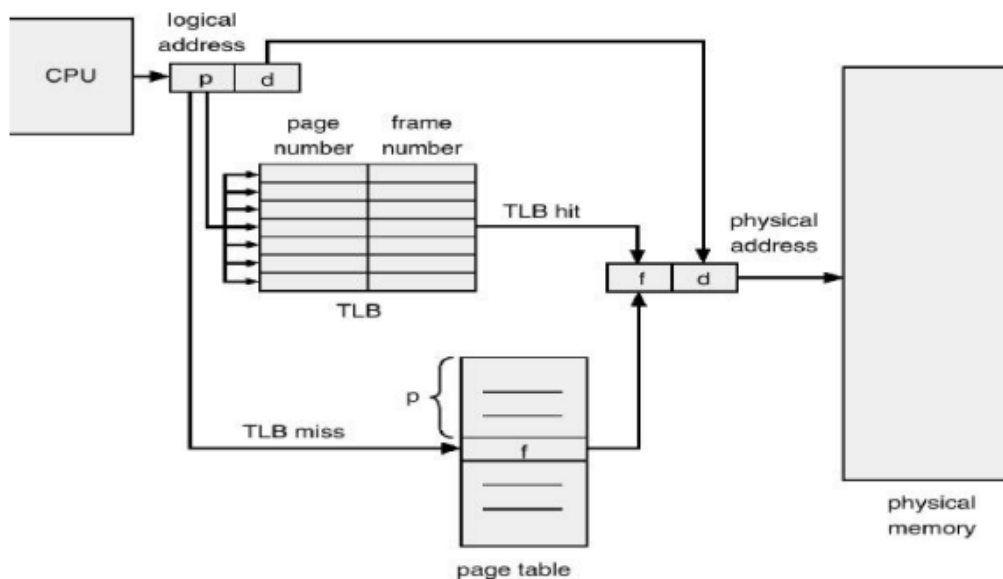 logical
address
CPU
p
d
page
number
frame
number
TLB hit
physical
address
f
d
TLB
p
TLB miss
f
page table
physical
memory